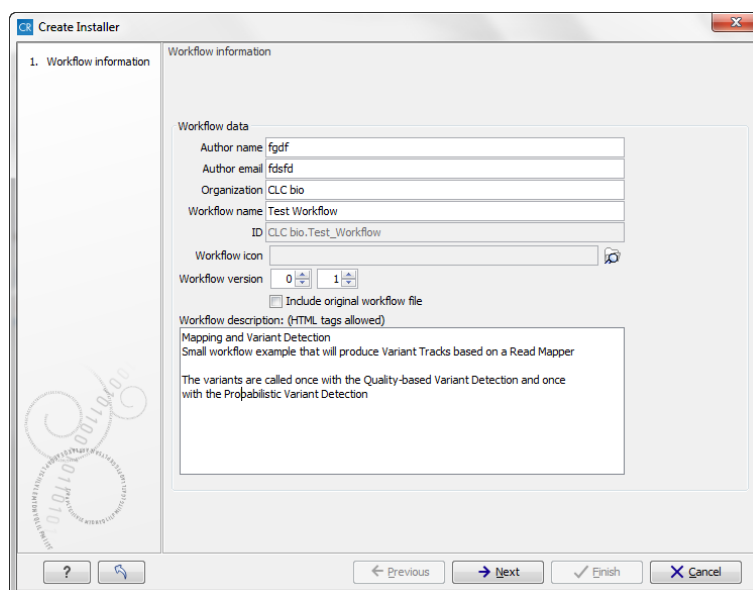 CR Create Installer
1. Workflow information
Workflow information
Workflow data
Author name fgdf
Author email fdsfd
Organization CLC bio
Workflow name Test Workflow
ID CLC bio.Test_Workflow
Workflow icon
Workflow version 0 1
Include original workflow file
Workflow description: (HTML tags allowed)
Mapping and Variant Detection
Small workflow example that will produce Variant Tracks based on a Read Mapper
The variants are called once with the Quality-based Variant Detection and once
with the Probabilistic Variant Detection
? Previous Next Finish Cancel